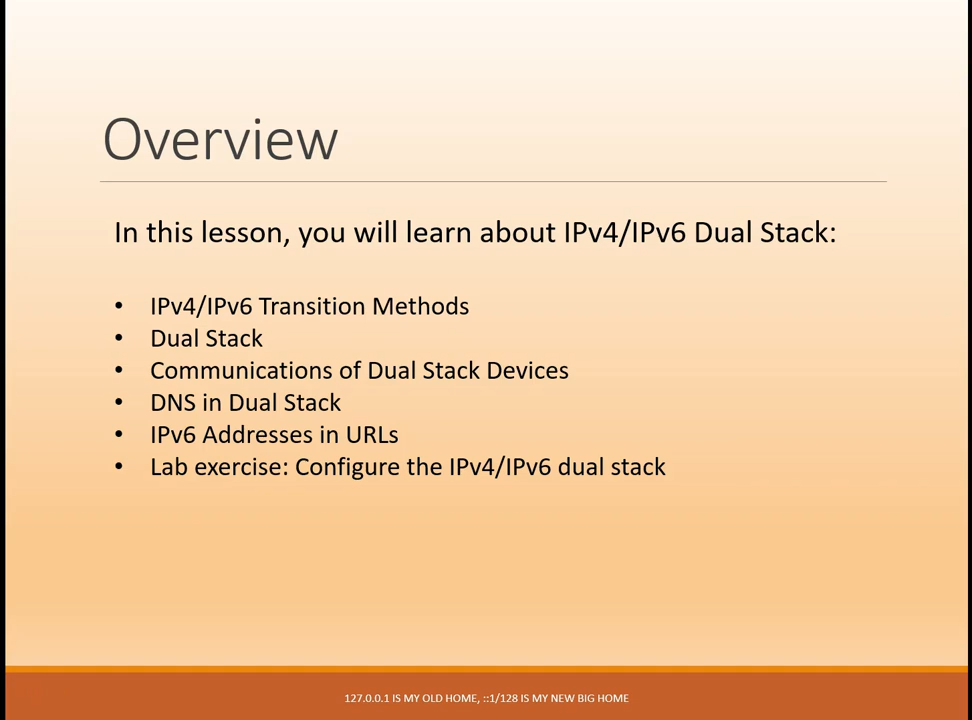 Overview
In this lesson, you will learn about IPv4/IPv6 Dual Stack:
• IPv4/IPv6 Transition Methods
• Dual Stack
• Communications of Dual Stack Devices
• DNS in Dual Stack
• IPv6 Addresses in URLs
• Lab exercise: Configure the IPv4/IPv6 dual stack
127.0.0.1 IS MY OLD HOME, ::1/128 IS MY NEW BIG HOME